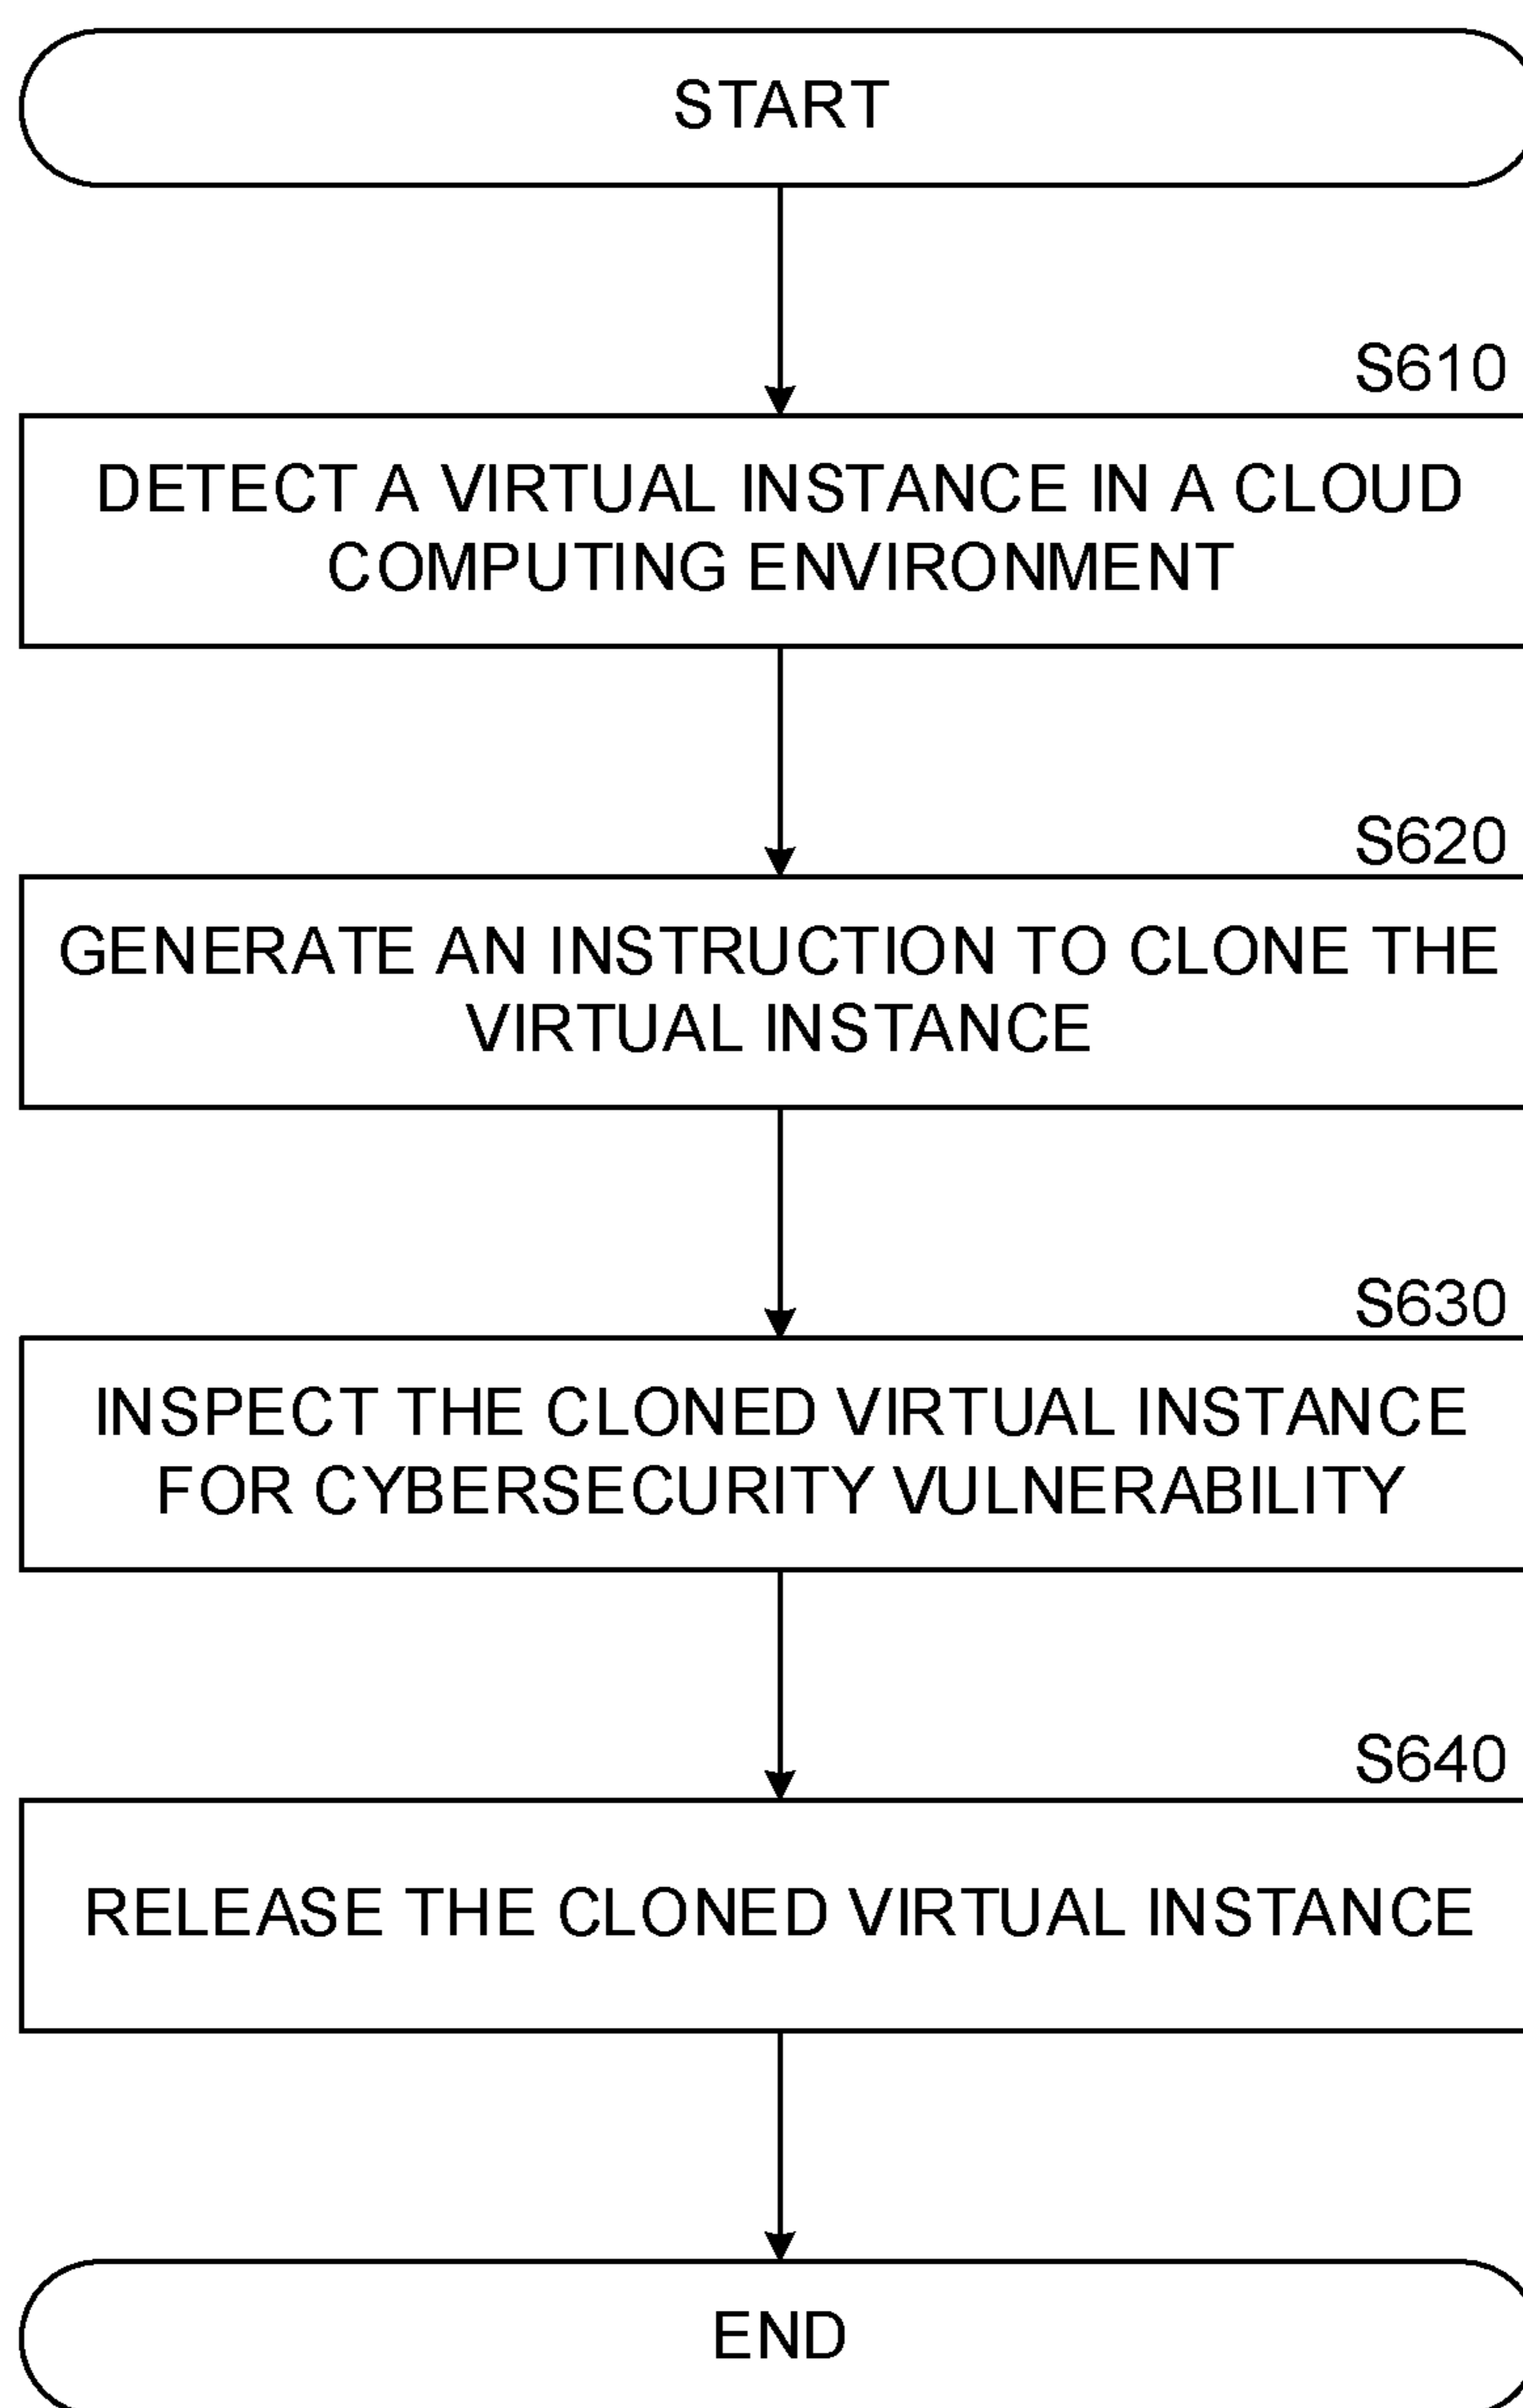 START
S610
DETECT A VIRTUAL INSTANCE IN A CLOUD
COMPUTING ENVIRONMENT
S620
GENERATE AN INSTRUCTION TO CLONE THE
VIRTUAL INSTANCE
S630
INSPECT THE CLONED VIRTUAL INSTANCE
FOR CYBERSECURITY VULNERABILITY
S640
RELEASE THE CLONED VIRTUAL INSTANCE
END